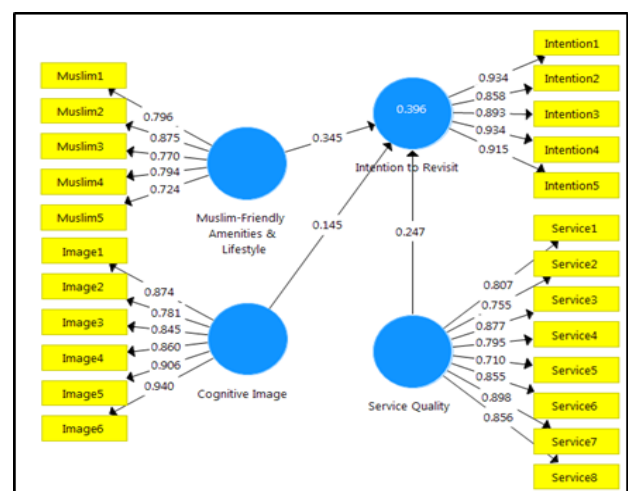 Muslim1
Muslim2
Muslim3
Muslim4
Muslim5
0.796
0.875
0.770
0.794
0.724
Muslim-Friendly
Amenities &
Lifestyle
0.345
Image1
Image2
Image3
Image4
Image5
Image6
0.874
0.781
0.845
0.860
0.906
0.940
Cognitive Image
0.145
0.396
Intention to Revisit
0.934
0.858
0.893
0.934
0.915
Intention1
Intention2
Intention3
Intention4
Intention5
0.247
Service Quality
0.807
0.755
0.877
0.795
0.710
0.855
0.898
0.856
Service1
Service2
Service3
Service4
Service5
Service6
Service7
Service8